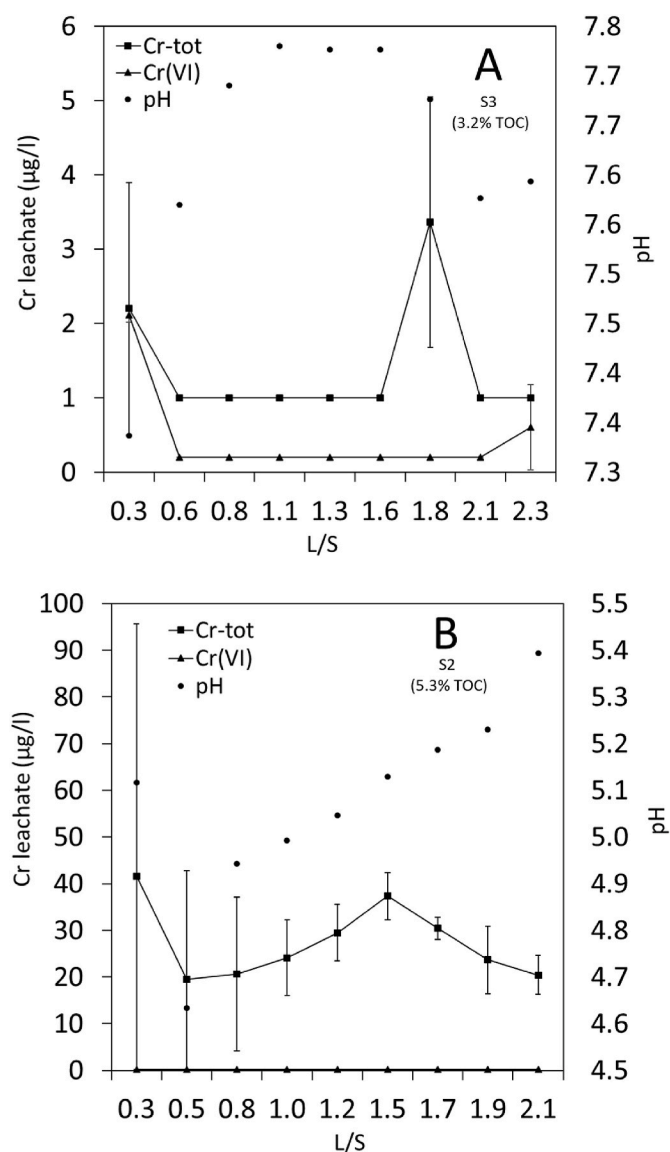 6
5
4
3
2
1
0
Cr leachate (µg/l)
Cr-tot
Cr(VI)
pH
A
S3
(3.2% TOC)
7.8
7.7
7.7
7.6
7.6
7.5
7.5
7.4
7.4
7.3
pH
0.3 0.6 0.8 1.1 1.3 1.6 1.8 2.1 2.3
L/S
100
90
80
70
60
50
40
30
20
10
0
Cr leachate (µg/l)
Cr-tot
Cr(VI)
pH
B
S2
(5.3% TOC)
5.5
5.4
5.3
5.2
5.1
5.0
4.9
4.8
4.7
4.6
4.5
pH
0.3 0.5 0.8 1.0 1.2 1.5 1.7 1.9 2.1
L/S